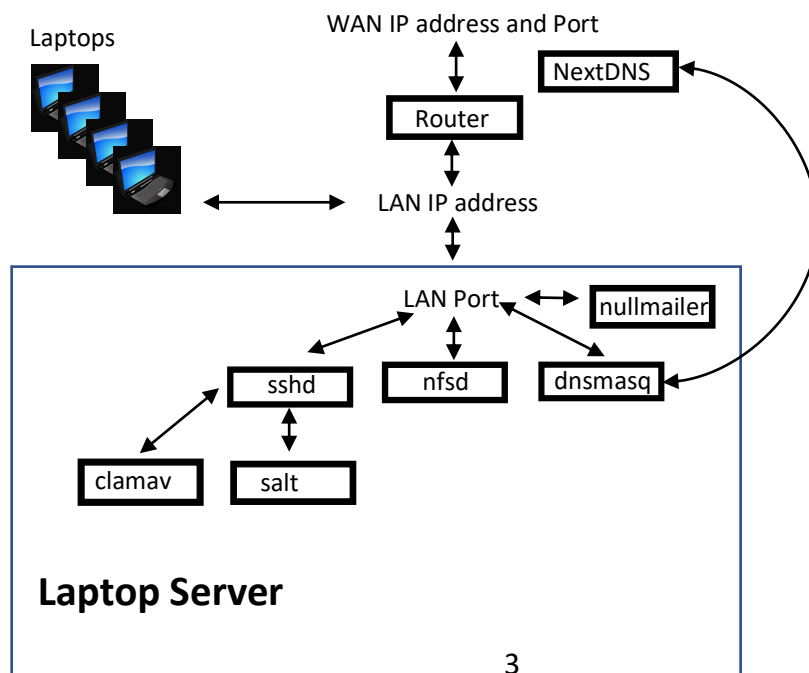 WAN IP address and Port
Laptops
NextDNS
Router
LAN IP address
LAN Port
nullmailer
sshd
nfsd
dnsmasq
clamav
salt
Laptop Server
3